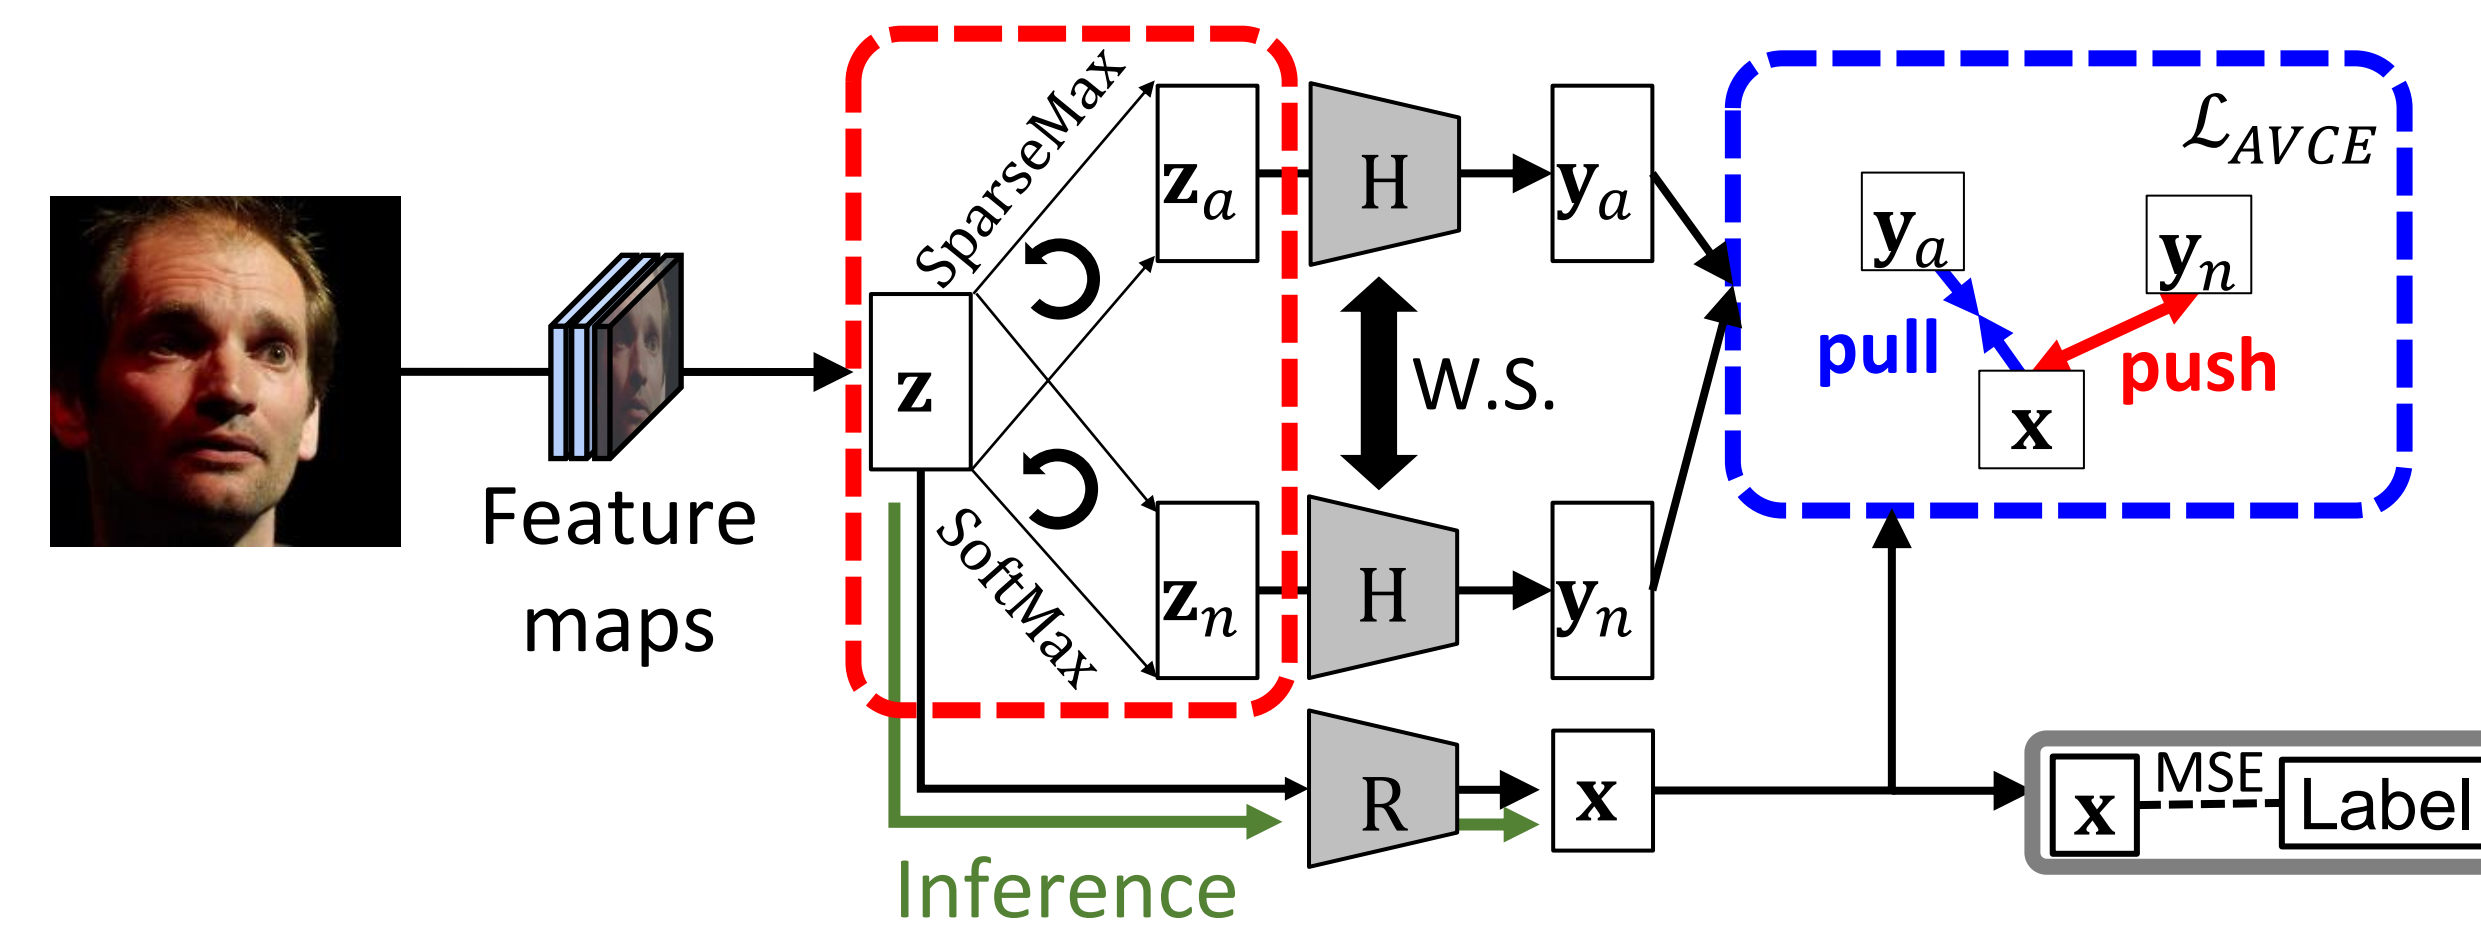 Feature
maps
SparseMax
SoftMax
z
z_a
z_n
H
H
W.S.
y_a
y_n
ℒ_AVCE
y_a
y_n
pull
push
x
R
x
Inference
x
MSE
Label